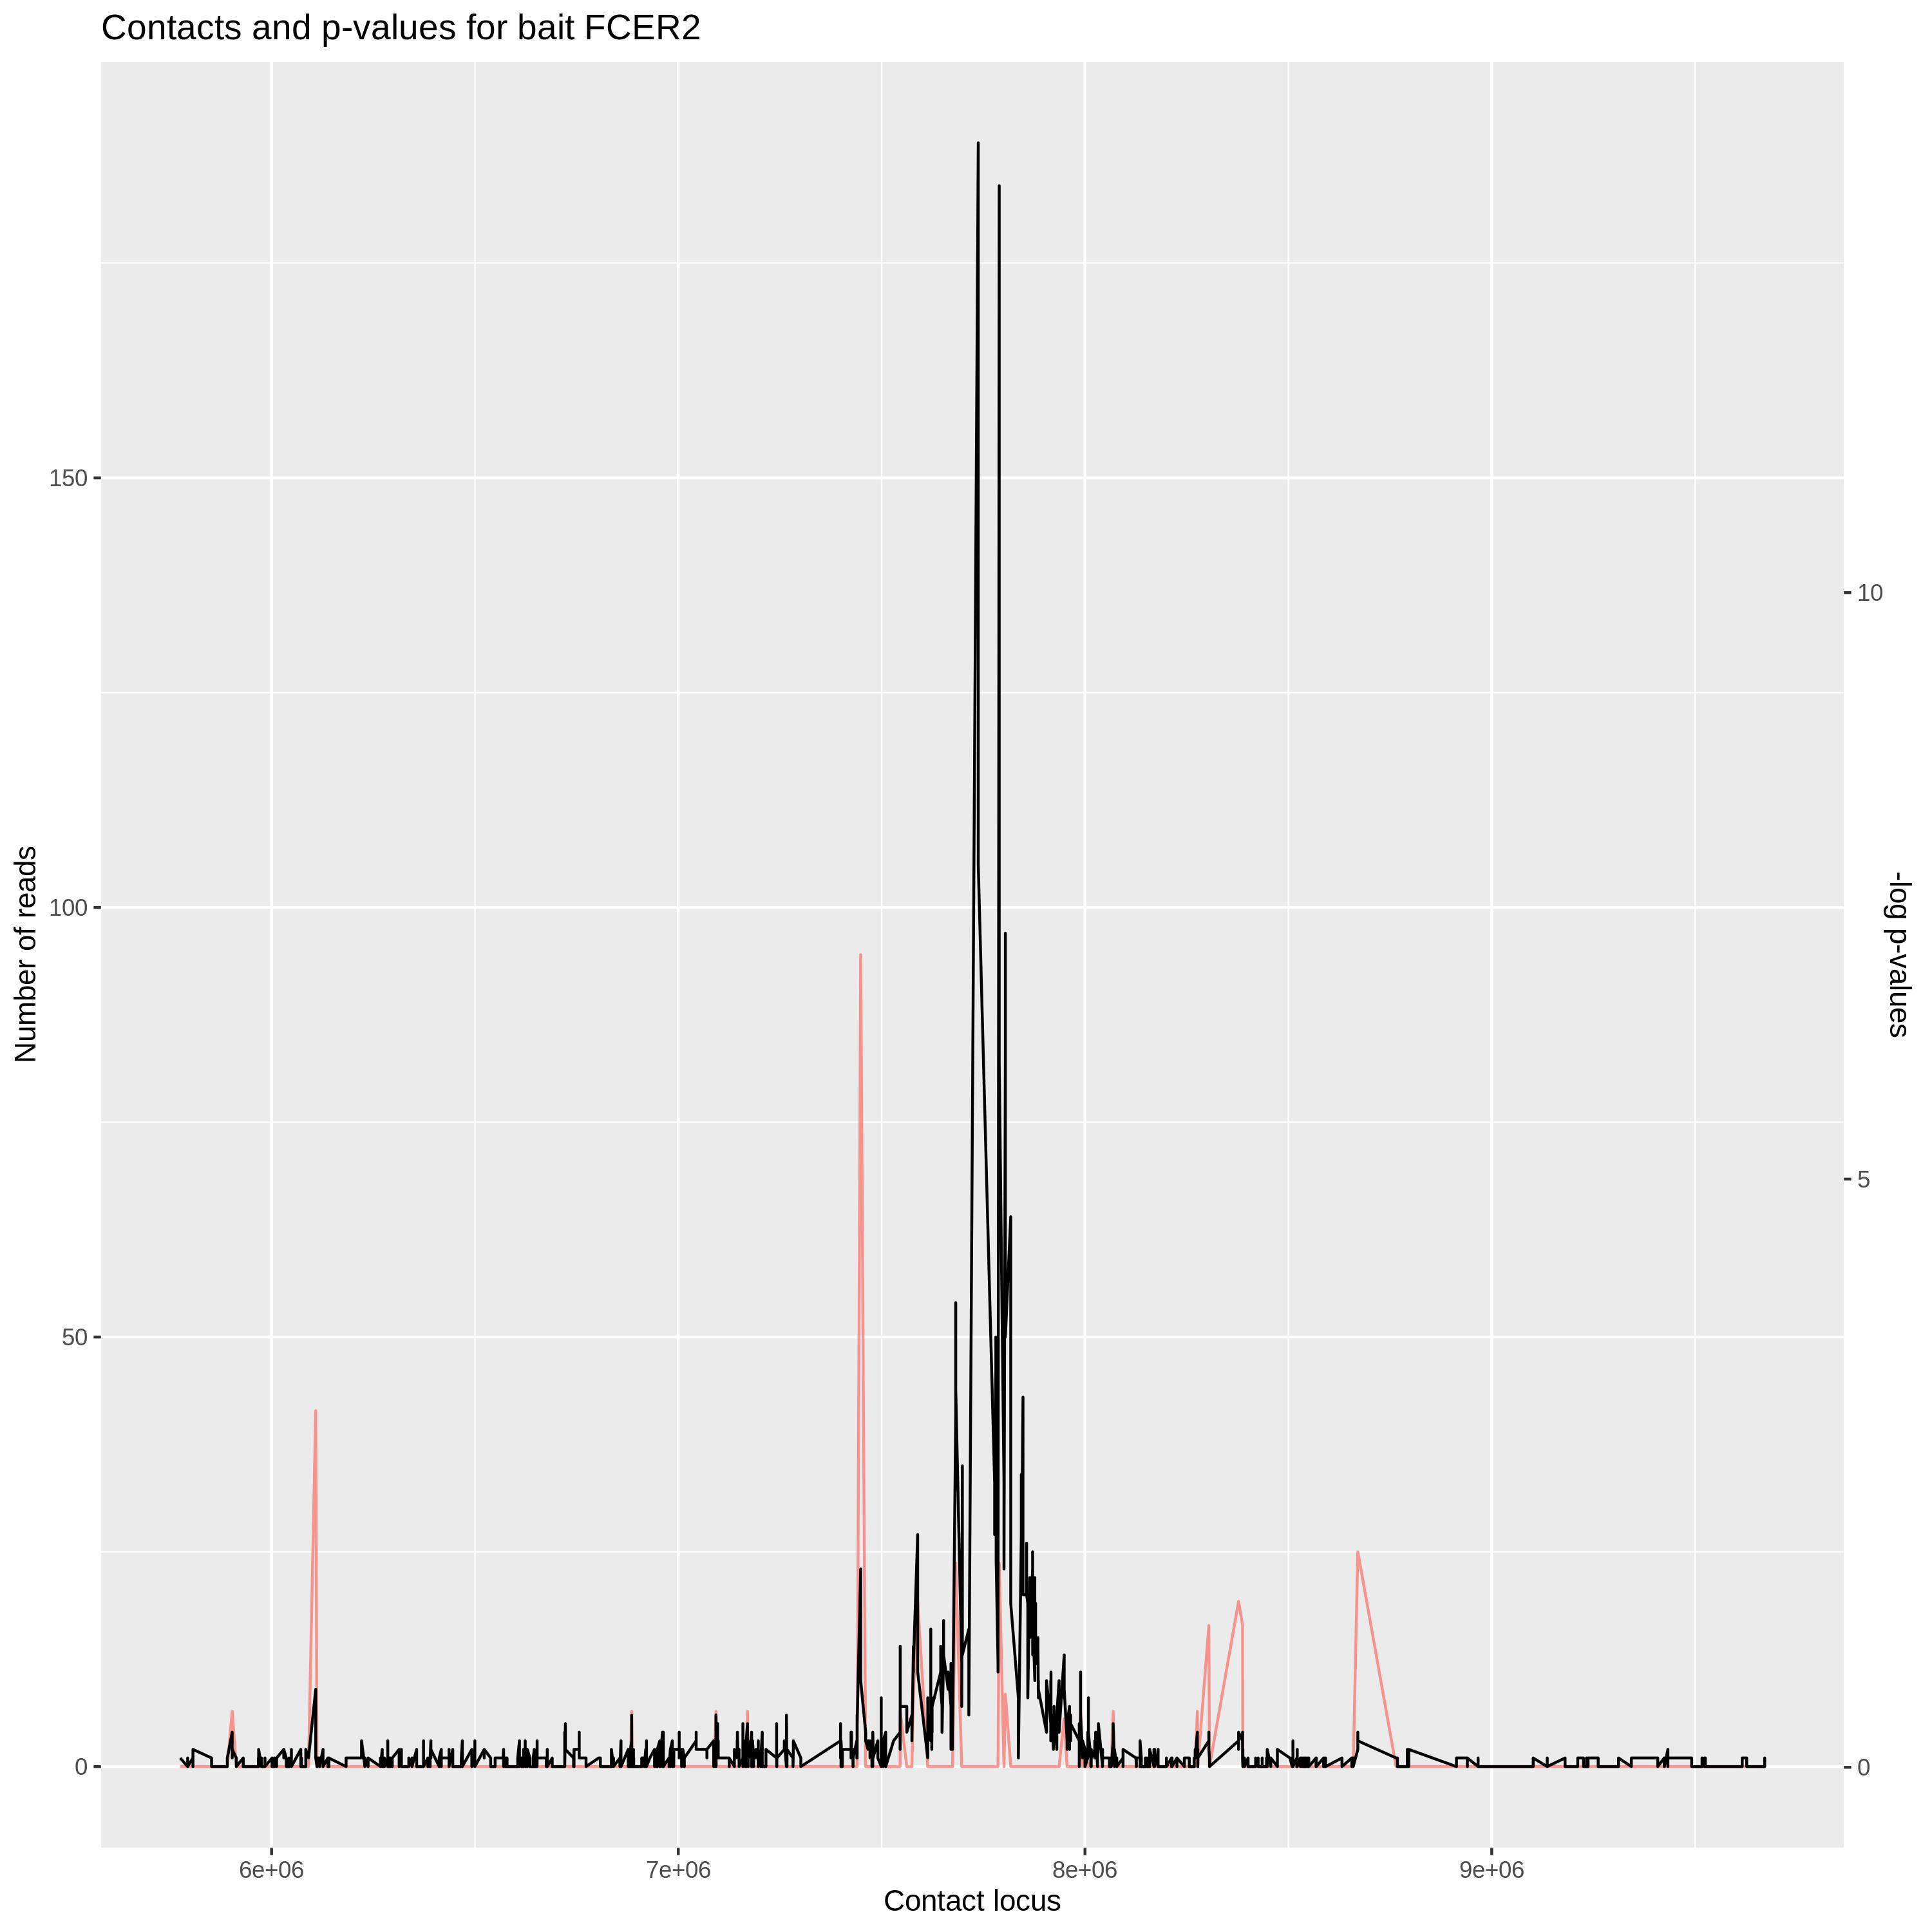 Contacts and p-values for bait FCER2
Number of reads
150
100
50
0
10
5
0
-log p-values
6e+06
7e+06
8e+06
9e+06
Contact locus